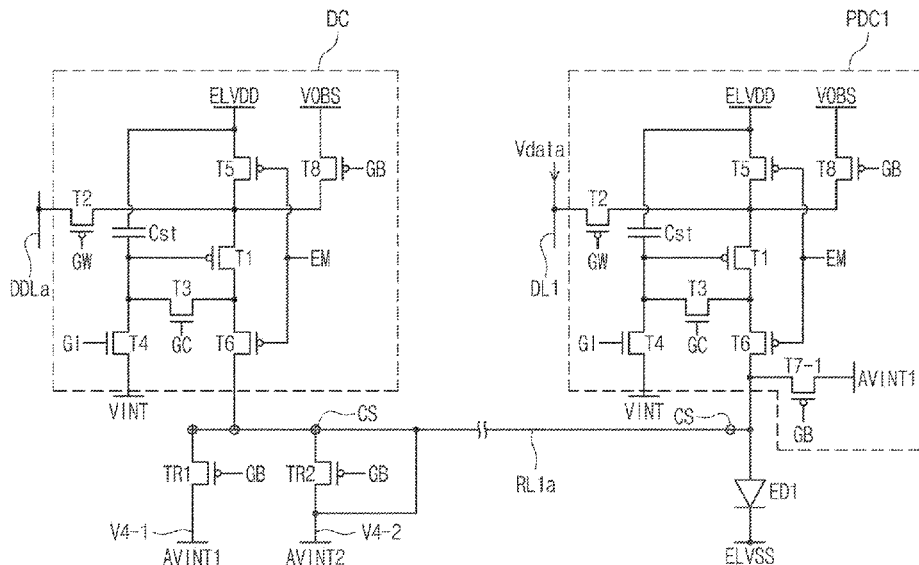 DC
PDC1
ELVDD VOBS
ELVDD VOBS
Vdata
T5 T8 GB
T5 T8 GB
T2
T2
Cst
Cst
GW T1 EM
GW T1 EM
DDLa
DL1
T3
T3
GI T4 GC T6
GI T4 GC T6
T7-1 AVINT1
VINT
VINT
GB
CS
CS
TR1 GB TR2 GB
RL1a
ED1
V4-1 V4-2
AVINT1 AVINT2
ELVSS